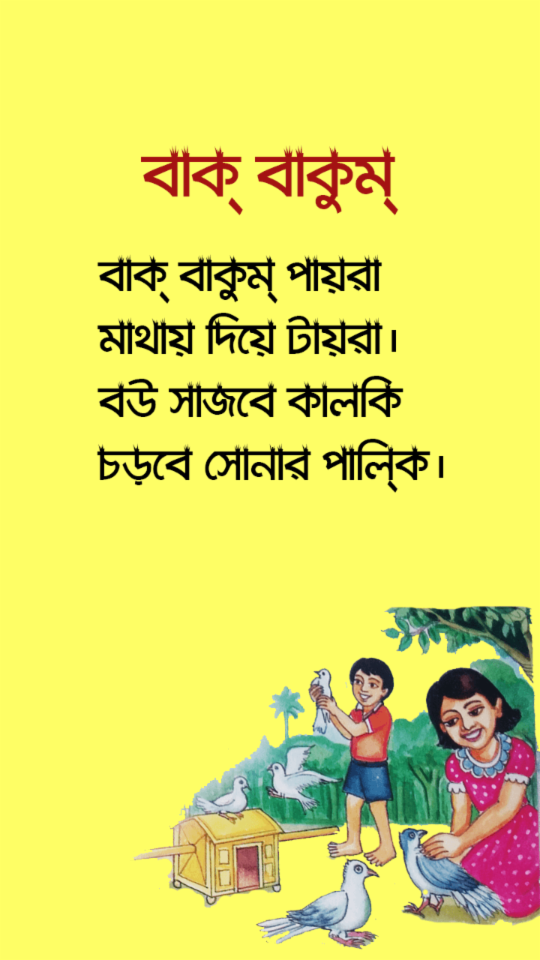 বাক্ বাকুম্
বাক্ বাকুম্ পায়রা
মাথায় দিয়ে টায়রা।
বউ সাজবে কালকি
চড়বে সোনার পাল্কি।